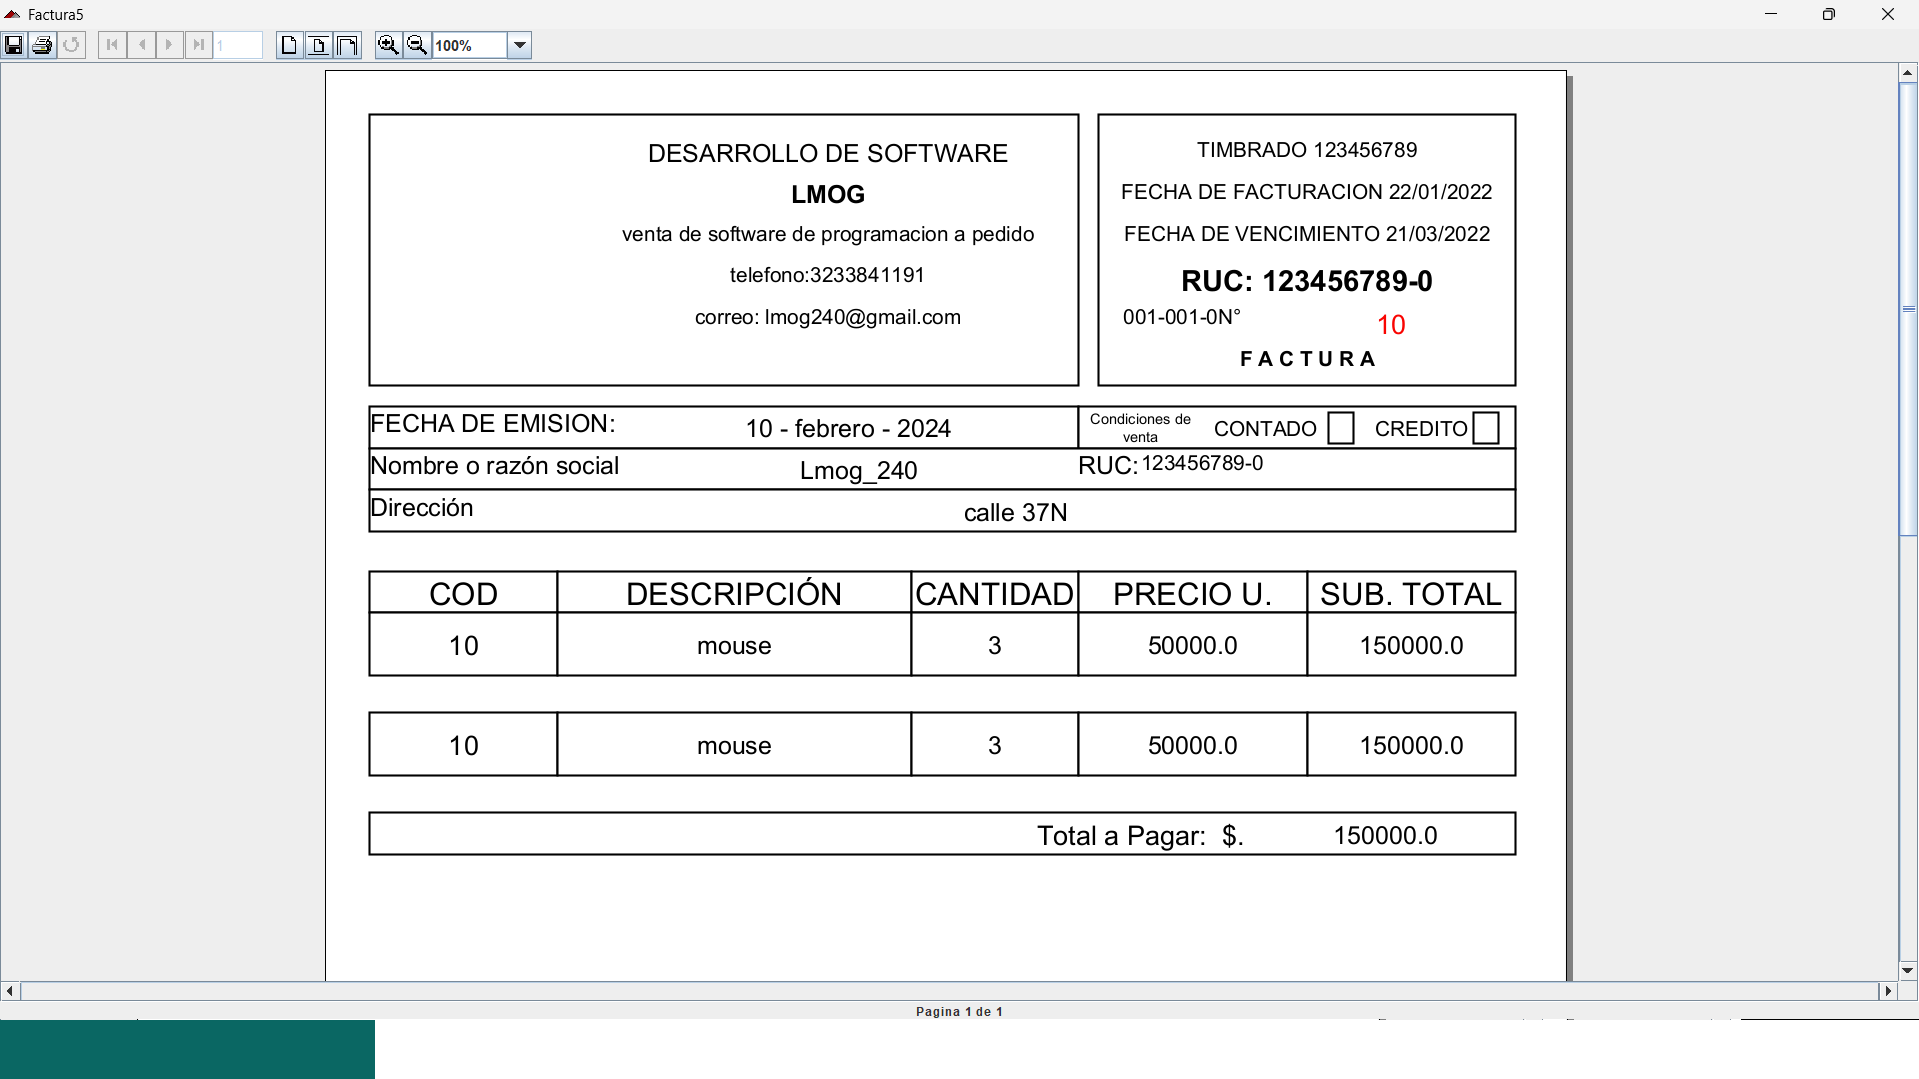 Factura5
1
100%
DESARROLLO DE SOFTWARE
LMOG
venta de software de programacion a pedido
telefono:3233841191
correo: lmog240@gmail.com
TIMBRADO 123456789
FECHA DE FACTURACION 22/01/2022
FECHA DE VENCIMIENTO 21/03/2022
RUC: 123456789-0
001-001-0N° 10
F A C T U R A
FECHA DE EMISION: 10 - febrero - 2024 Condiciones de venta CONTADO CREDITO
Nombre o razón social Lmog_240 RUC: 123456789-0
Dirección calle 37N
COD DESCRIPCIÓN CANTIDAD PRECIO U. SUB. TOTAL
10 mouse 3 50000.0 150000.0
10 mouse 3 50000.0 150000.0
Total a Pagar: $. 150000.0
Pagina 1 de 1